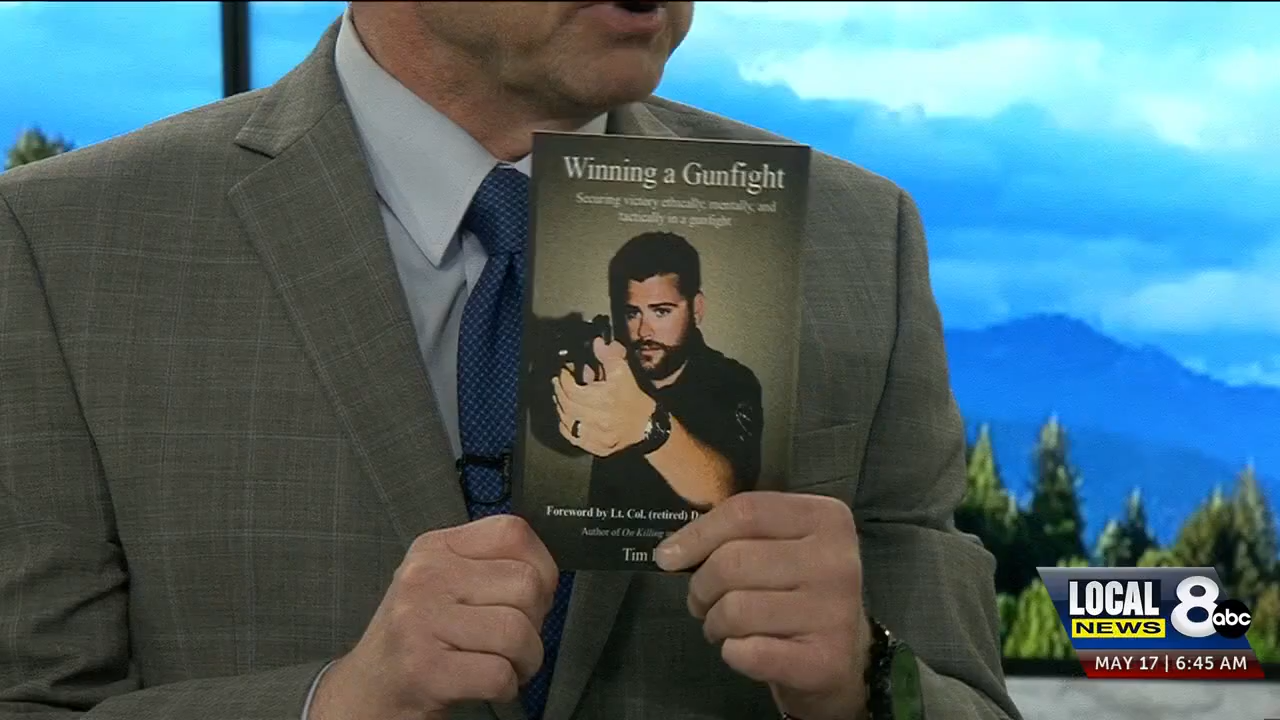 Winning a Gunfight
Securing victory ethically, mentally, and
tactically in a gunfight
Foreword by Lt. Col. (retired)
Author of On Killing
Tim
LOCAL
NEWS
8
abc
MAY 17 | 6:45 AM